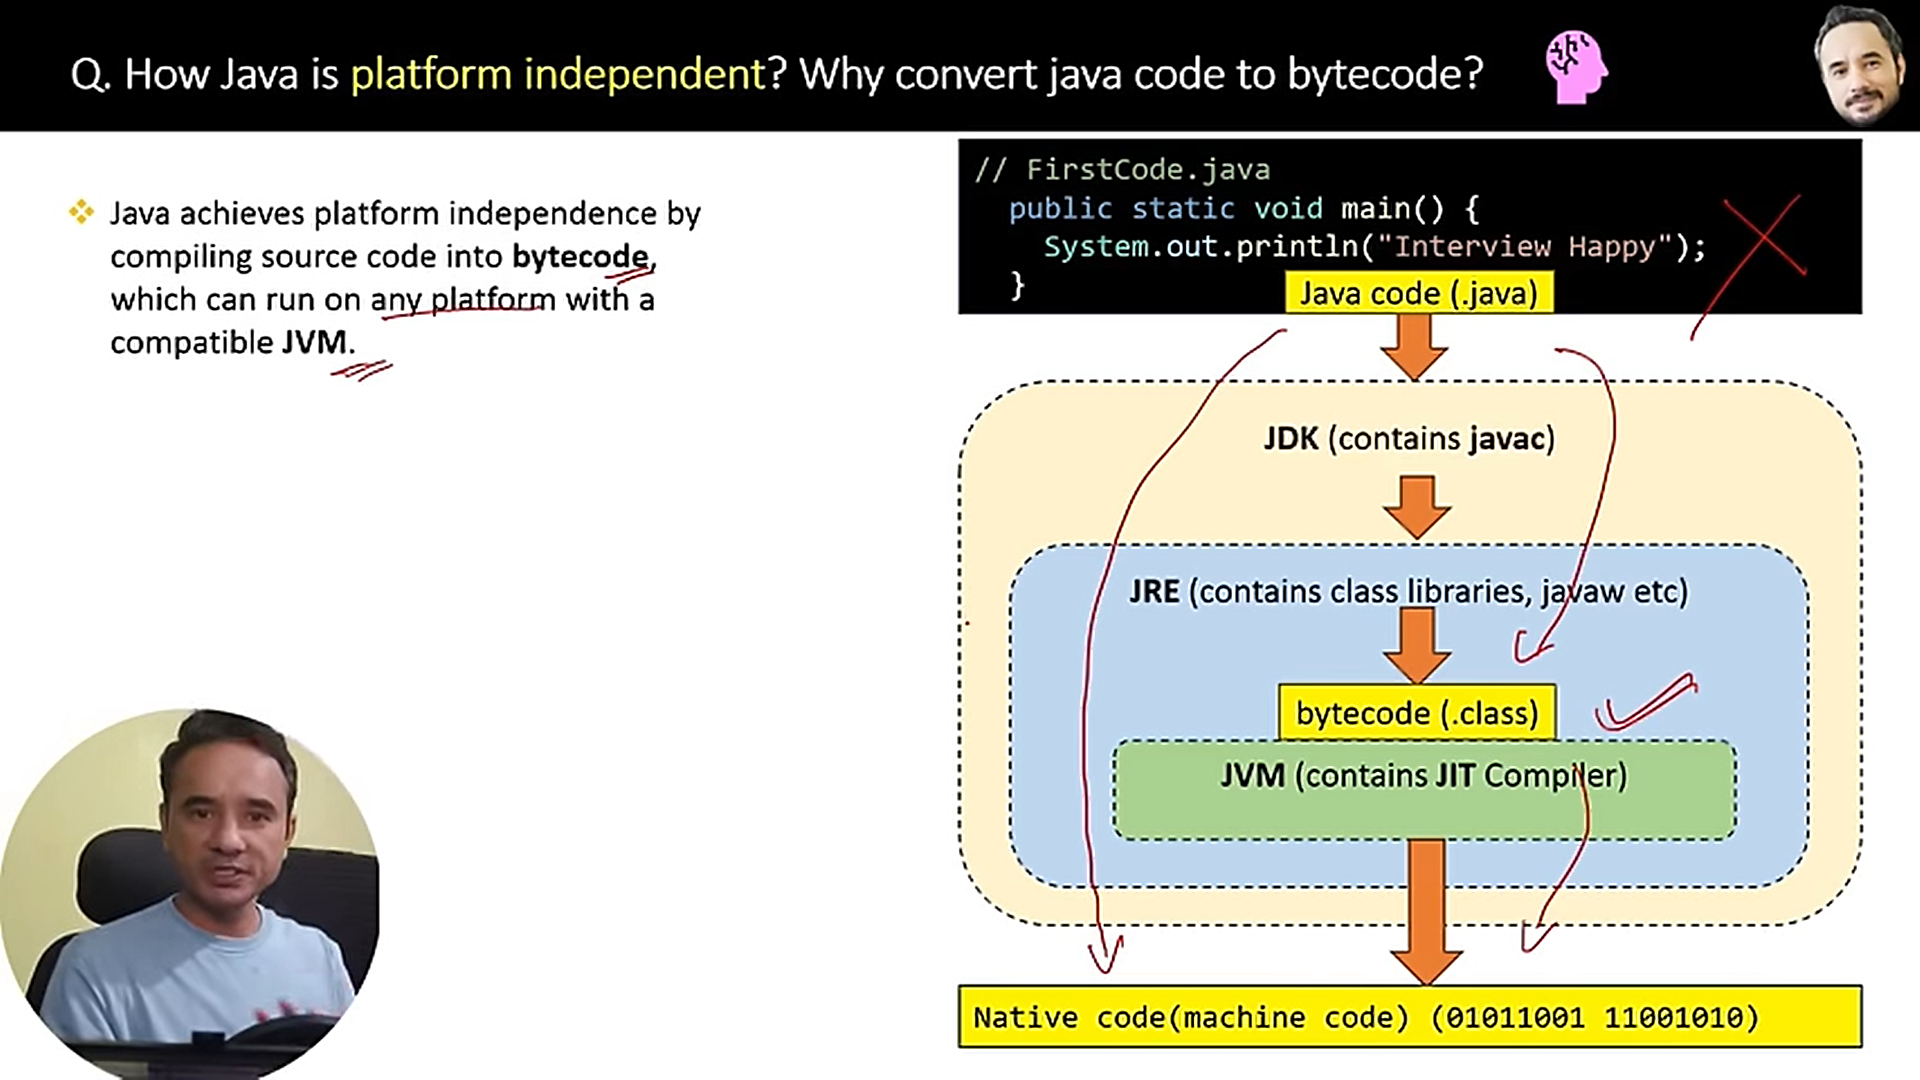 Q. How Java is platform independent? Why convert java code to bytecode?
Java achieves platform independence by
compiling source code into bytecode,
which can run on any platform with a
compatible JVM.
// FirstCode.java
public static void main() {
System.out.println("Interview Happy");
}
Java code (.java)
JDK (contains javac)
JRE (contains class libraries, javaw etc)
bytecode (.class)
JVM (contains JIT Compiler)
Native code(machine code) (01011001 11001010)